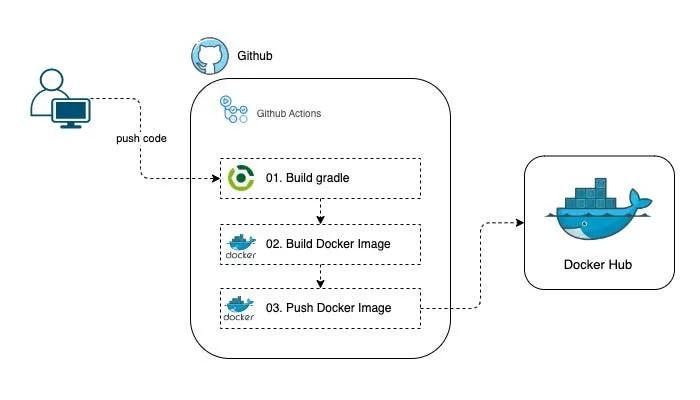 Github
Github Actions
push code
01. Build gradle
02. Build Docker Image
docker
03. Push Docker Image
docker
Docker Hub